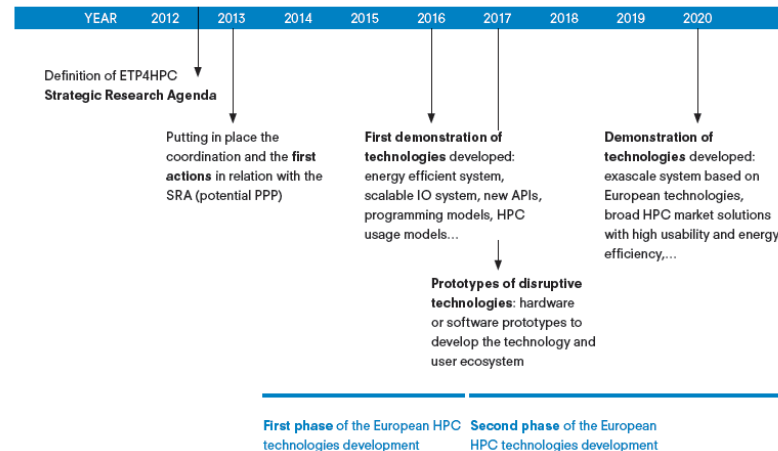 YEAR 2012 2013 2014 2015 2016 2017 2018 2019 2020
Definition of ETP4HPC
Strategic Research Agenda
Putting in place the
coordination and the first
actions in relation with the
SRA (potential PPP)
First demonstration of
technologies developed:
energy efficient system,
scalable IO system, new APIs,
programming models, HPC
usage models...
Demonstration of
technologies developed:
exascale system based on
European technologies,
broad HPC market solutions
with high usability and energy
efficiency,...
Prototypes of disruptive
technologies: hardware
or software prototypes to
develop the technology and
user ecosystem
First phase of the European HPC
technologies development
Second phase of the European
HPC technologies development